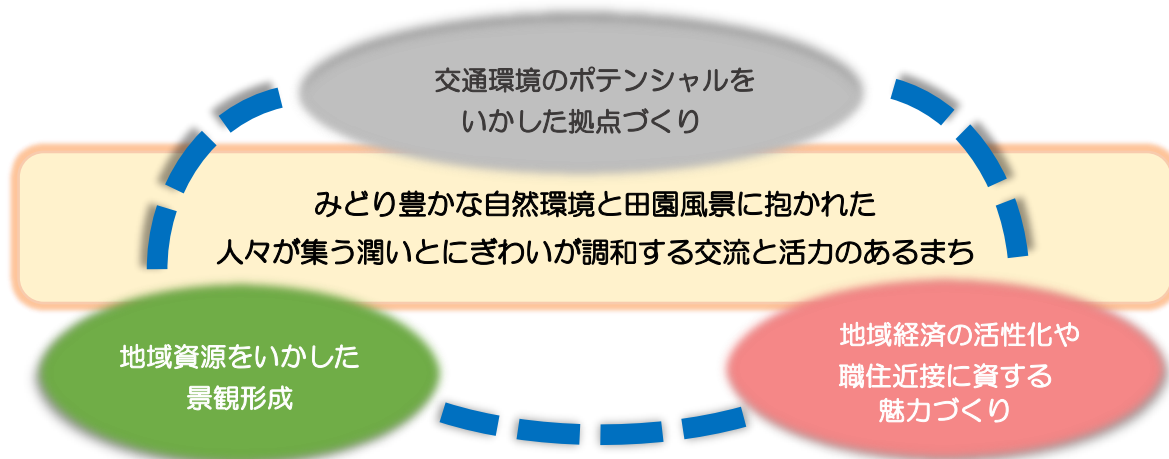 交通環境のポテンシャルを
いかした拠点づくり
みどり豊かな自然環境と田園風景に抱かれた
人々が集う潤いとにぎわいが調和する交流と活力のあるまち
地域資源をいかした
景観形成
地域経済の活性化や
職住近接に資する
魅力づくり